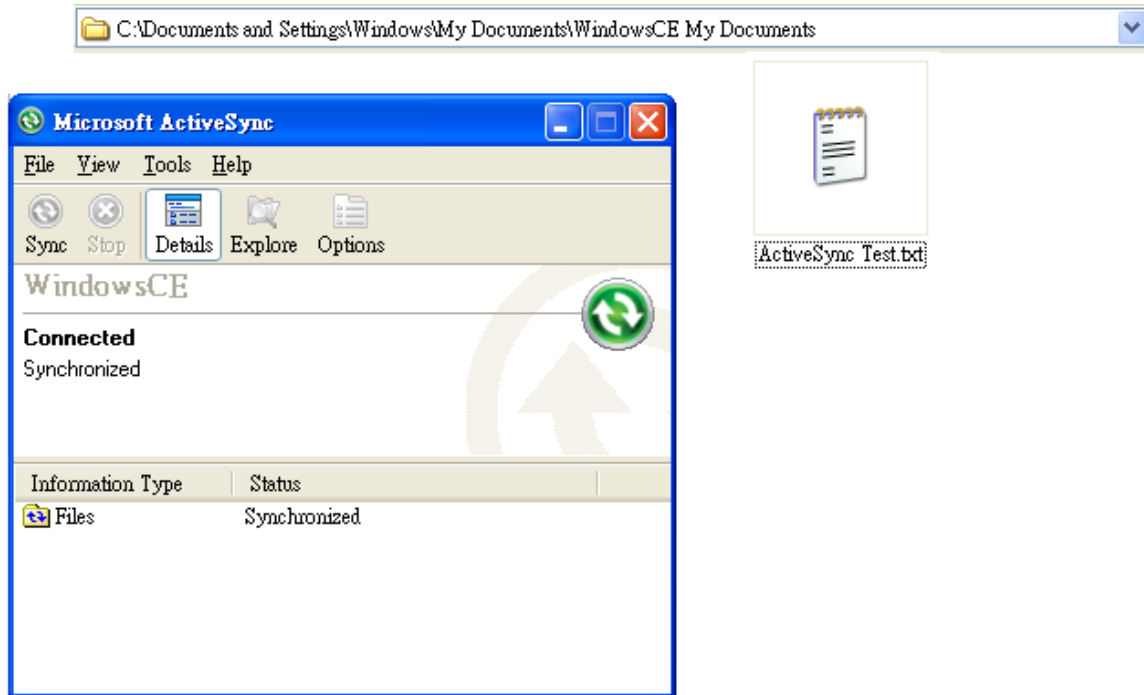 C:\Documents and Settings\Windows\My Documents\WindowsCE My Documents
Microsoft ActiveSync
File View Tools Help
Sync Stop Details Explore Options
WindowsCE
Connected
Synchronized
Information Type Status
Files Synchronized
ActiveSync Test.txt